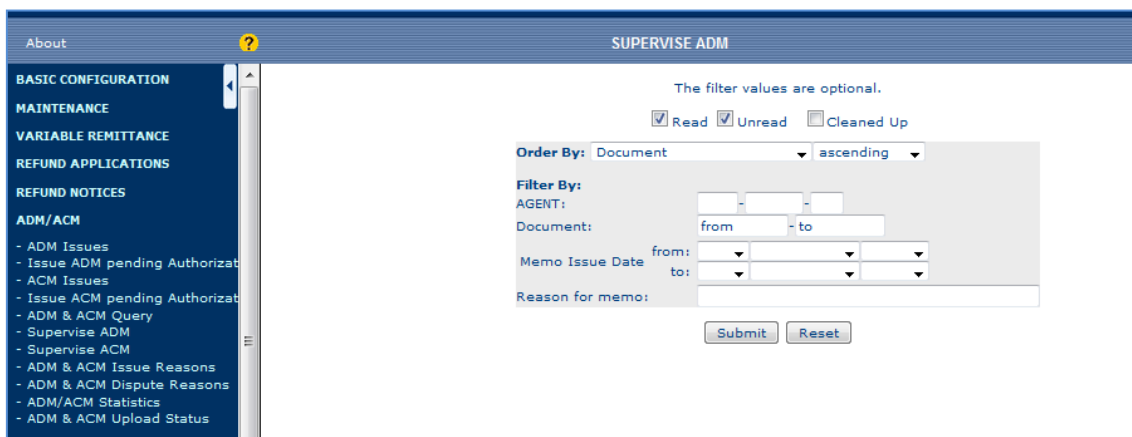 About
?
SUPERVISE ADM
BASIC CONFIGURATION
MAINTENANCE
VARIABLE REMITTANCE
REFUND APPLICATIONS
REFUND NOTICES
ADM/ACM
- ADM Issues
- Issue ADM pending Authorizat
- ACM Issues
- Issue ACM pending Authorizat
- ADM & ACM Query
- Supervise ADM
- Supervise ACM
- ADM & ACM Issue Reasons
- ADM & ACM Dispute Reasons
- ADM/ACM Statistics
- ADM & ACM Upload Status
The filter values are optional.
Read Unread Cleaned Up
Order By: Document ascending
Filter By:
AGENT: - -
Document: from - to
Memo Issue Date from:
to:
Reason for memo:
Submit Reset